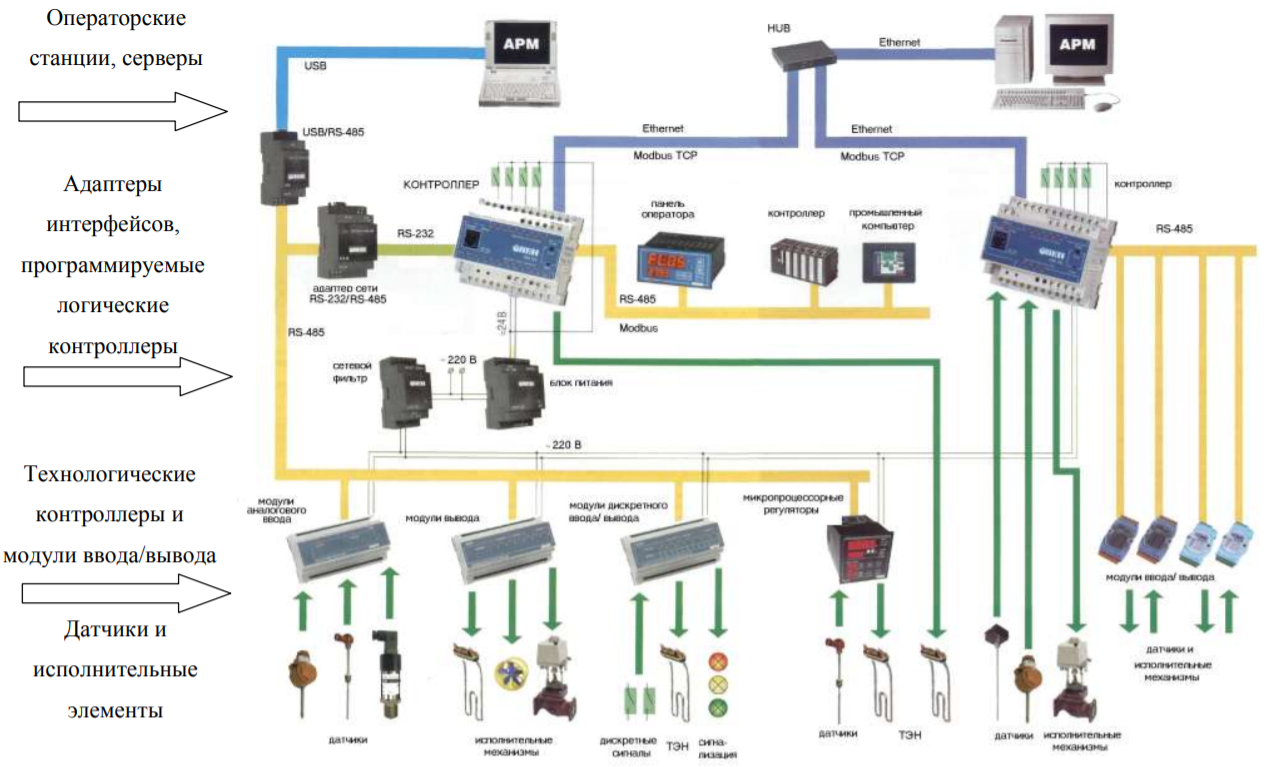 Операторские
станции, серверы
Адаптеры
интерфейсов,
программируемые
логические
контроллеры
Технологические
контроллеры и
модули ввода/вывода
Датчики и
исполнительные
элементы
АРМ
USB
HUB
Ethernet
АРМ
USB/RS-485
Ethernet
Modbus TCP
Ethernet
Modbus TCP
КОНТРОЛЛЕР
контроллер
RS-232
адаптер сети
RS-232/RS-485
панель
оператора
контроллер
промышленный
компьютер
RS-485
RS-485
Modbus
RS-485
=24В
сетевой
фильтр
~ 220 В
блок питания
~220 В
модули
аналогового
ввода
модули вывода
модули дискретного
ввода/ вывода
микропроцессорные
регуляторы
модули ввода/ вывода
датчики и
исполнительные
механизмы
датчики
исполнительные
механизмы
дискретные
сигналы
ТЭН
сигна-
лизация
датчики
ТЭН
датчики
исполнительные
механизмы